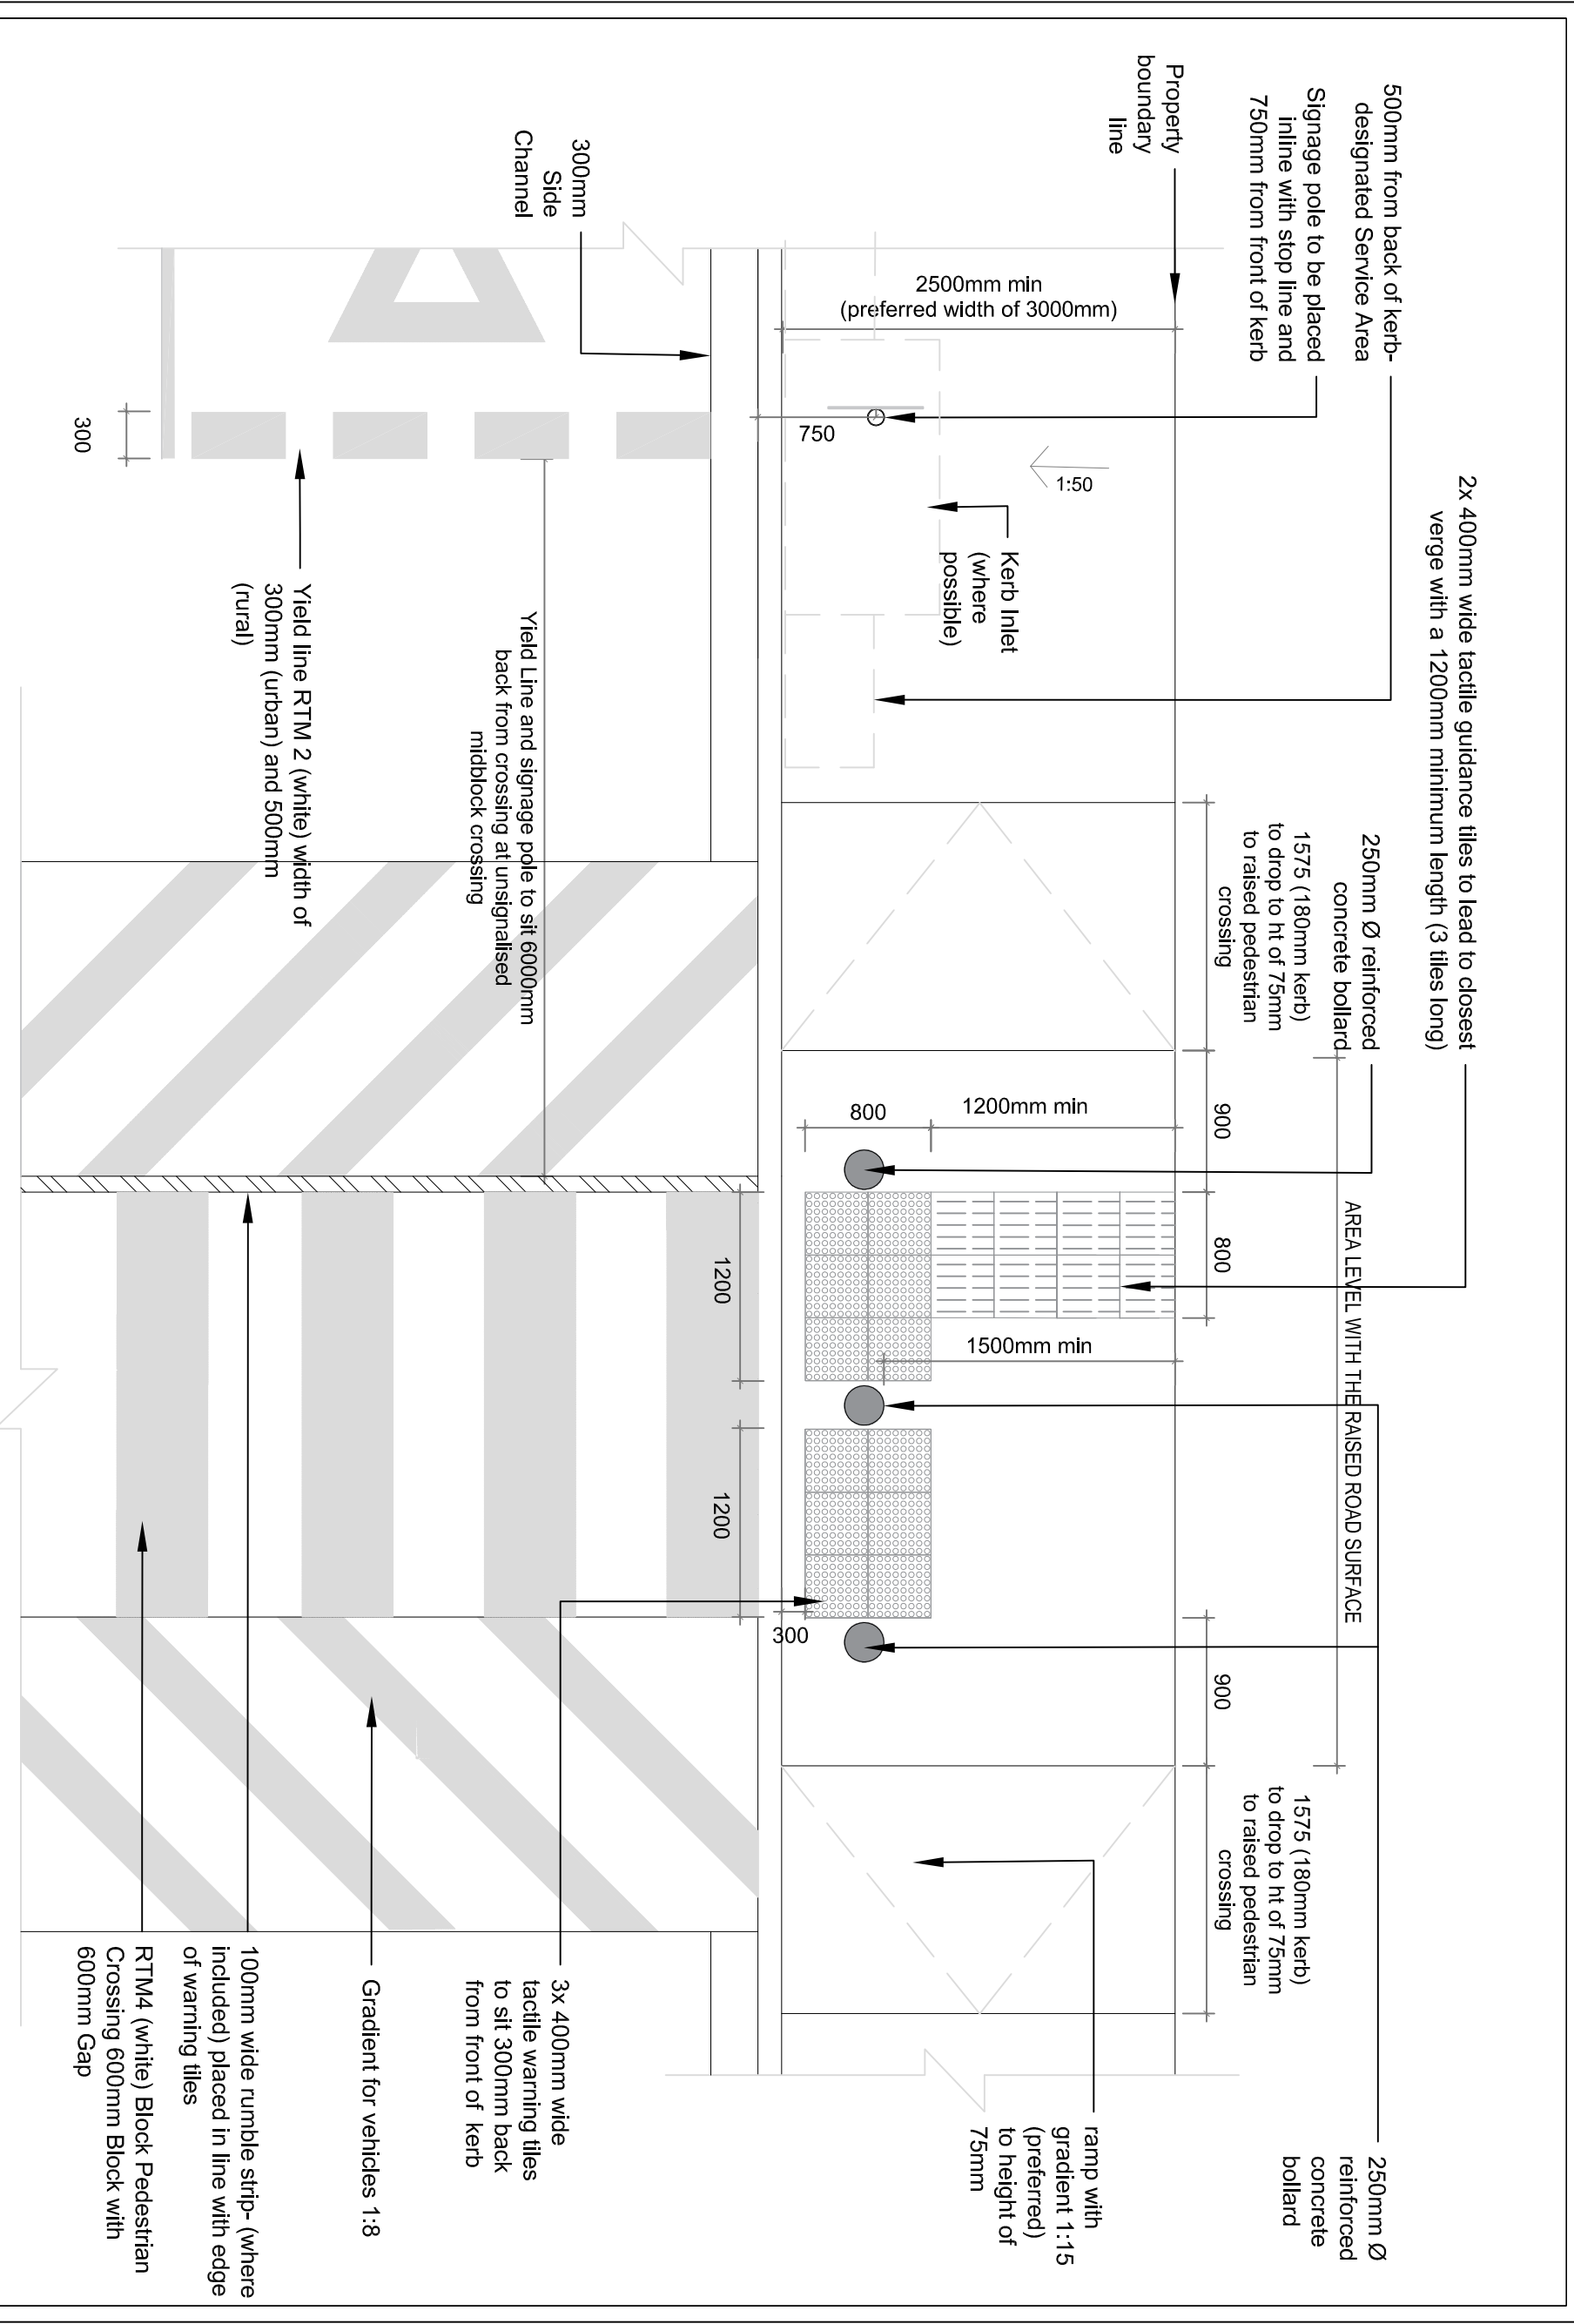 500mm from back of kerb-
designated Service Area
Signage pole to be placed
inline with stop line and
750mm from front of kerb
Property
boundary
line
300mm
Side
Channel
2500mm min
(preferred width of 3000mm)
750
1:50
300
2x 400mm wide tactile guidance tiles to lead to closest
verge with a 1200mm minimum length (3 tiles long)
250mm Ø reinforced
concrete bollard
1575 (180mm kerb)
to drop to ht of 75mm
to raised pedestrian
crossing
Kerb Inlet
(where
possible)
Yield Line and signage pole to sit 6000mm
back from crossing at unsignalised
midblock crossing
Yield line RTM 2 (white) width of
300mm (urban) and 500mm
(rural)
900
800
1200mm min
800
AREA LEVEL WITH THE RAISED ROAD SURFACE
1500mm min
1200
1200
300
900
1575 (180mm kerb)
to drop to ht of 75mm
to raised pedestrian
crossing
250mm Ø
reinforced
concrete
bollard
ramp with
gradient 1:15
(preferred)
to height of
75mm
3x 400mm wide
tactile warning tiles
to sit 300mm back
from front of kerb
Gradient for vehicles 1:8
100mm wide rumble strip- (where
included) placed in line with edge
of warning tiles
RTM4 (white) Block Pedestrian
Crossing 600mm Block with
600mm Gap